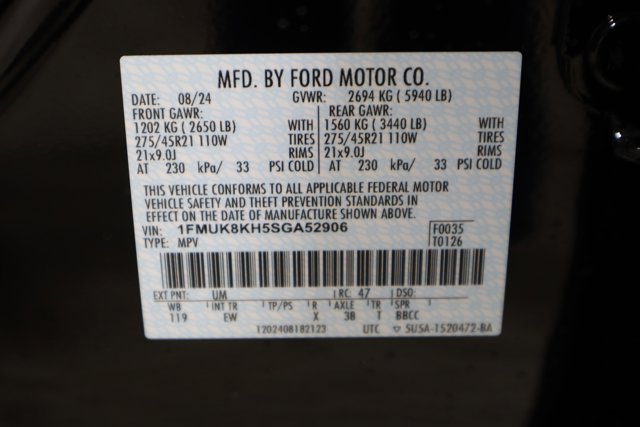 MFD. BY FORD MOTOR CO.
DATE: 08/24 GVWR: 2694 KG ( 5940 LB)
FRONT GAWR: REAR GAWR:
1202 KG ( 2650 LB) WITH 1560 KG ( 3440 LB) WITH
275/45R21 110W TIRES 275/45R21 110W TIRES
21x9.0J RIMS 21x9.0J RIMS
AT 230 kPa/ 33 PSI COLD AT 230 kPa/ 33 PSI COLD
THIS VEHICLE CONFORMS TO ALL APPLICABLE FEDERAL MOTOR
VEHICLE SAFETY AND THEFT PREVENTION STANDARDS IN
EFFECT ON THE DATE OF MANUFACTURE SHOWN ABOVE.
VIN: 1FMUK8KH5SGA52906 F0035
TYPE: MPV T0126
EXT PNT: UM RC: 47 DSO:
WB INT TR TP/PS R AXLE TR SPR
119 EW X 3B T BBCC
1202408182123 UTC SU5A-1520472-BA